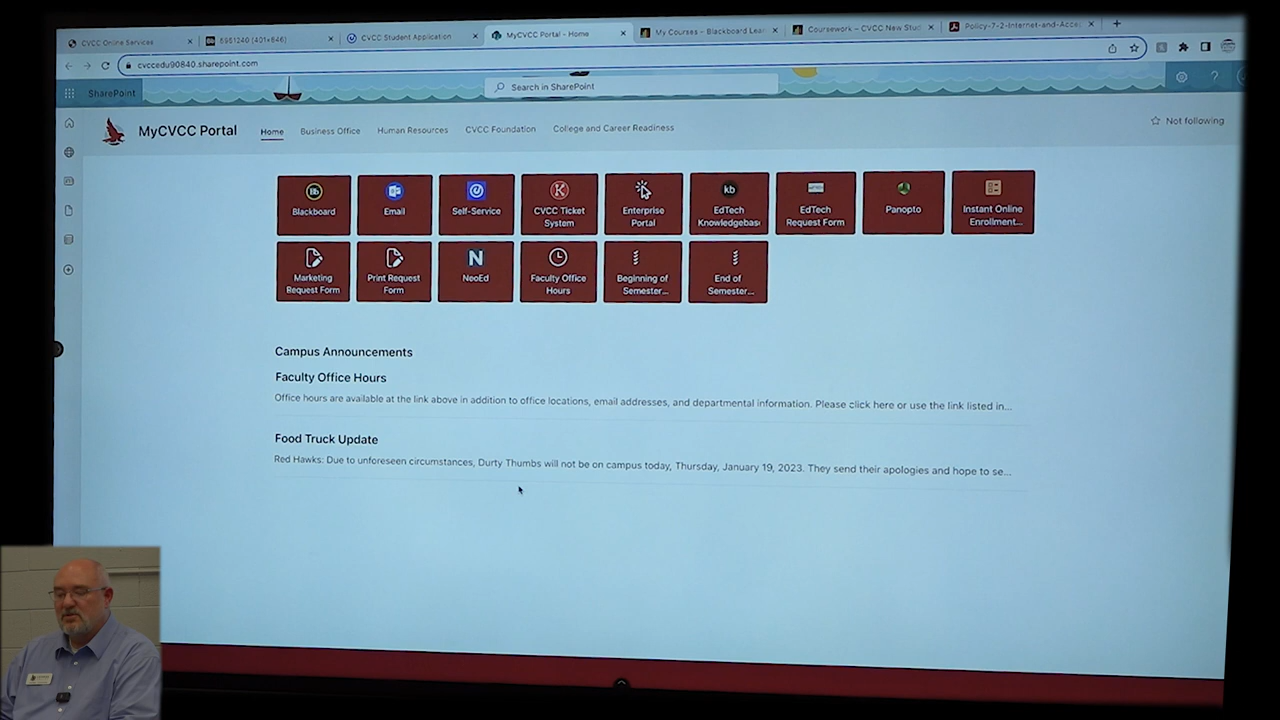 CVCC Online Services
CVCC Student Application
MyCVCC Portal - Home
My Courses – Blackboard Lear
Coursework – CVCC New Stud
Policy-7-2-Internet-and-Acce
cvccedu90840.sharepoint.com
SharePoint
Search in SharePoint
?
MyCVCC Portal
Home
Business Office
Human Resources
CVCC Foundation
College and Career Readiness
Not following
Bb
Blackboard
Email
Self-Service
K
CVCC Ticket
System
Enterprise
Portal
kb
EdTech
Knowledgebas
EdTech
Request Form
Panopto
Instant Online
Enrollment...
Marketing
Request Form
Print Request
Form
N
NeoEd
Faculty Office
Hours
Beginning of
Semester...
End of
Semester...
Campus Announcements
Faculty Office Hours
Office hours are available at the link above in addition to office locations, email addresses, and departmental information. Please click here or use the link listed in...
Food Truck Update
Red Hawks: Due to unforeseen circumstances, Durty Thumbs will not be on campus today, Thursday, January 19, 2023. They send their apologies and hope to se...